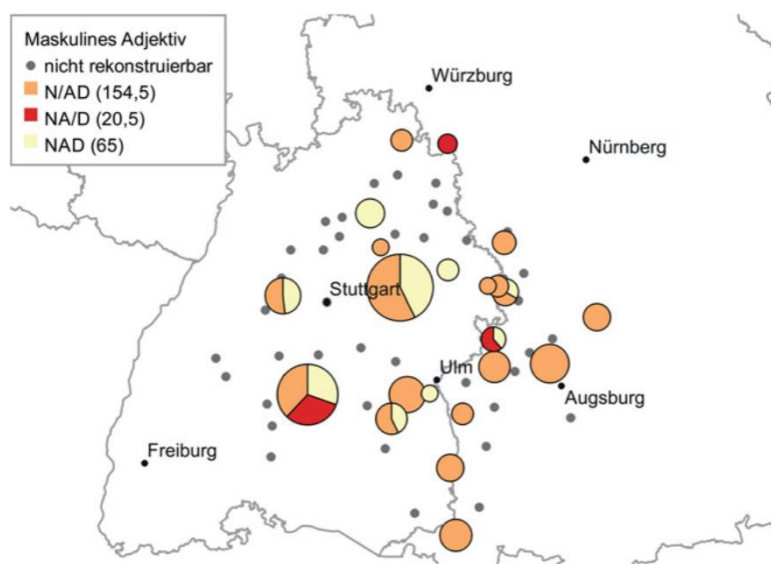 Maskulines Adjektiv
nicht rekonstruierbar
N/AD (154,5)
NA/D (20,5)
NAD (65)
Würzburg
Nürnberg
Stuttgart
Ulm
Augsburg
Freiburg